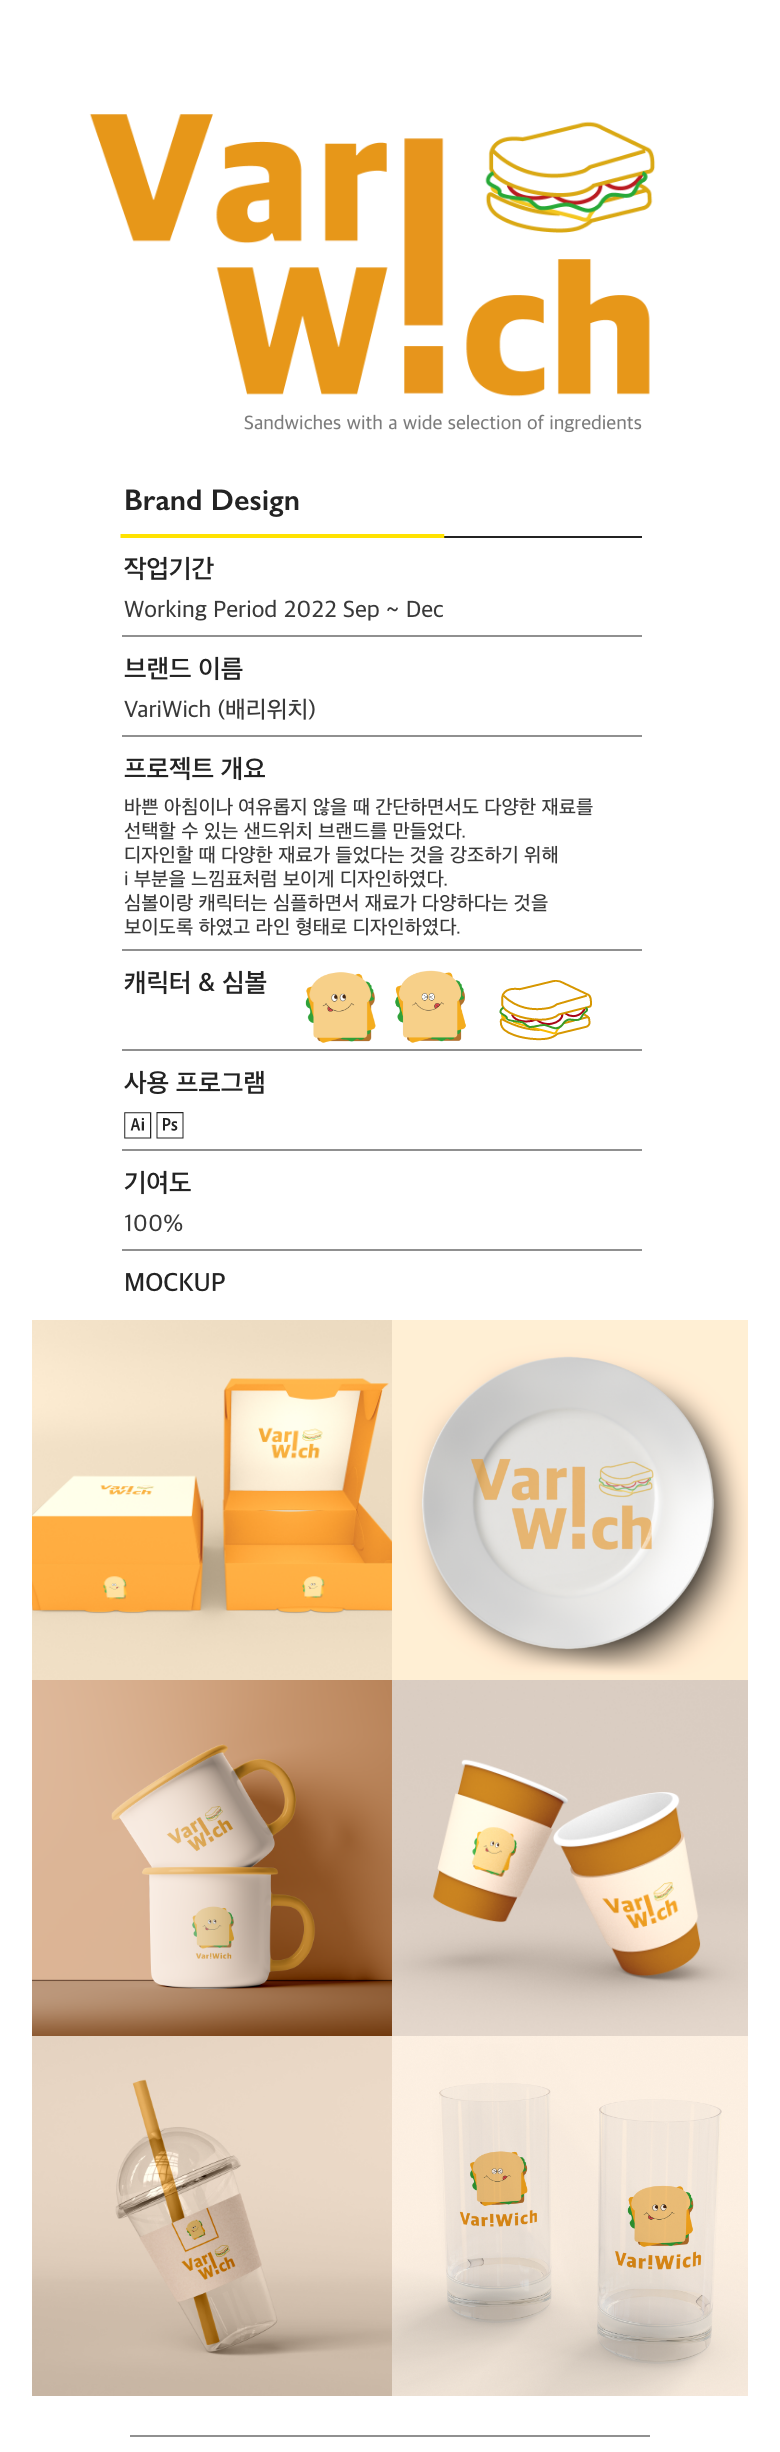 Var!
W!ch
Sandwiches with a wide selection of ingredients
Brand Design
작업기간
Working Period 2022 Sep ~ Dec
브랜드 이름
VariWich (배리위치)
프로젝트 개요
바쁜 아침이나 여유롭지 않을 때 간단하면서도 다양한 재료를
선택할 수 있는 샌드위치 브랜드를 만들었다.
디자인할 때 다양한 재료가 들었다는 것을 강조하기 위해
i 부분을 느낌표처럼 보이게 디자인하였다.
심볼이랑 캐릭터는 심플하면서 재료가 다양하다는 것을
보이도록 하였고 라인 형태로 디자인하였다.
캐릭터 & 심볼
사용 프로그램
Ai Ps
기여도
100%
MOCKUP
Var!
W!ch
Var!
W!ch
Var!
W!ch
Var!
W!ch
Var!Wich
Var!
W!ch
Var!
W!ch
Var!Wich
Var!Wich